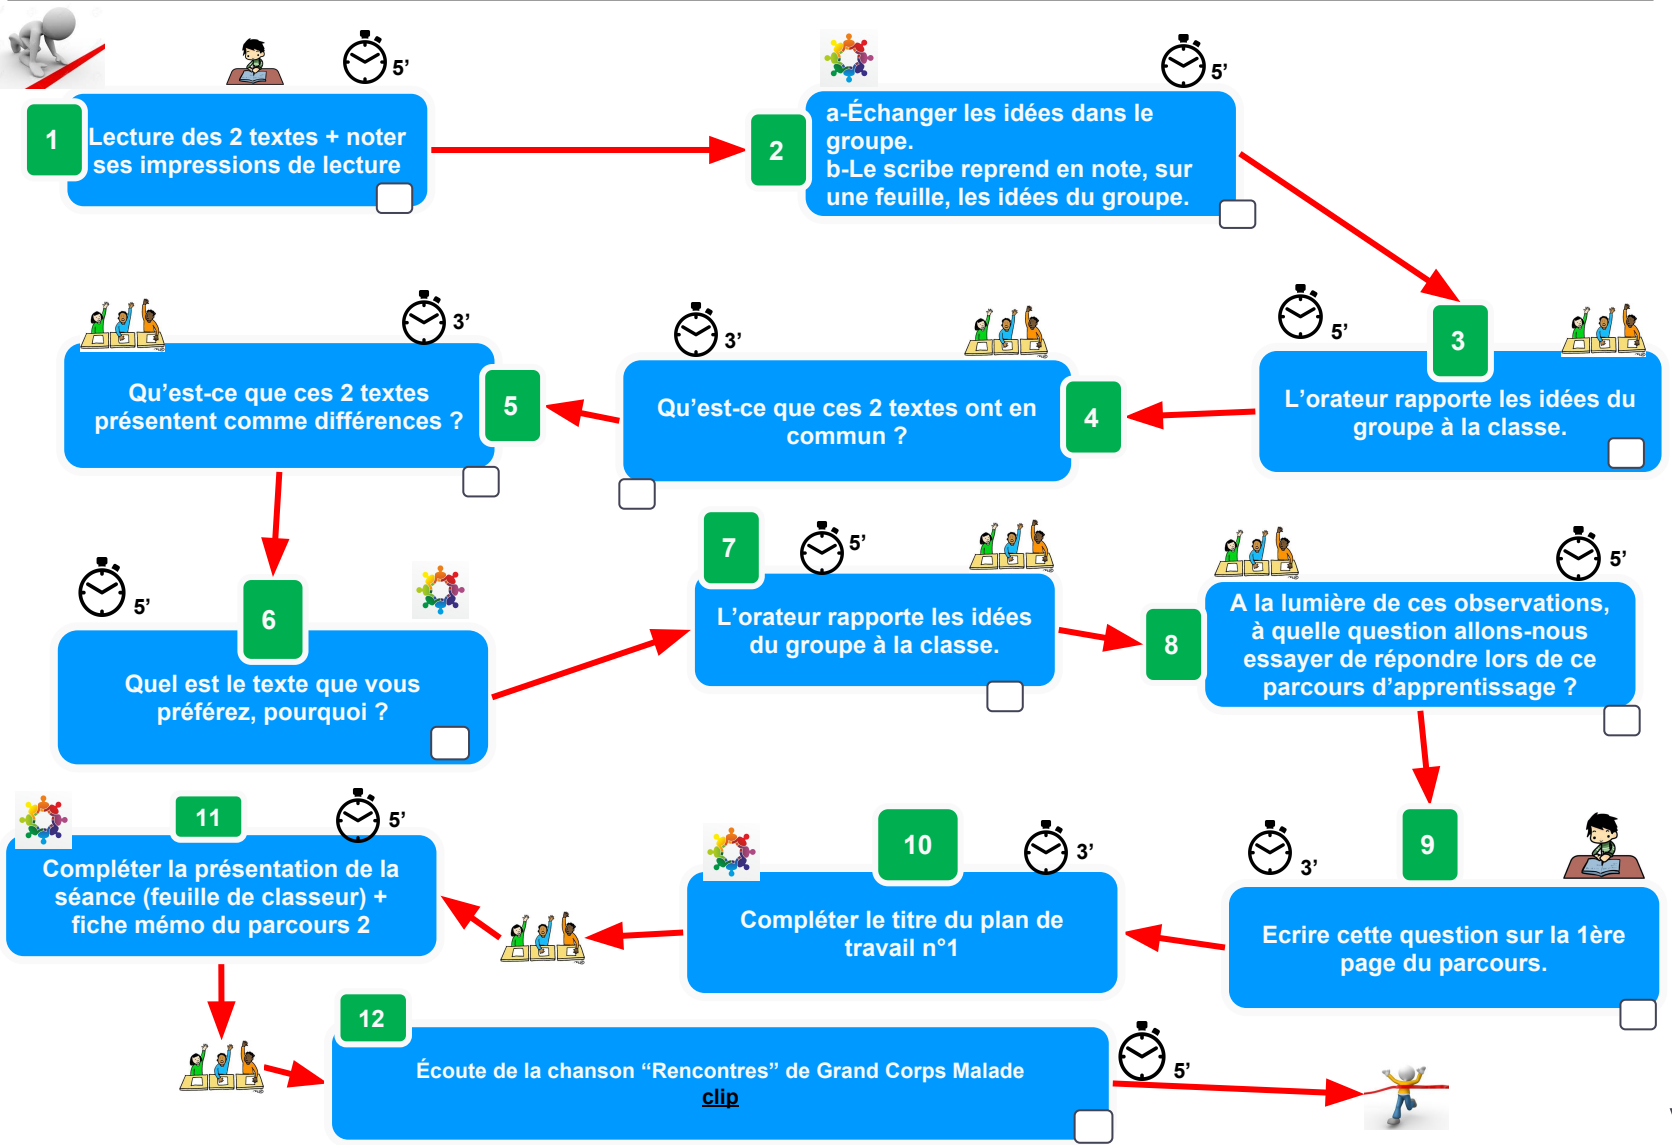 5’
1
Lecture des 2 textes + noter
ses impressions de lecture
5’
2
a-Échanger les idées dans le
groupe.
b-Le scribe reprend en note, sur
une feuille, les idées du groupe.
5’
3
L’orateur rapporte les idées du
groupe à la classe.
3’
4
Qu’est-ce que ces 2 textes ont en
commun ?
3’
5
Qu’est-ce que ces 2 textes
présentent comme différences ?
5’
6
Quel est le texte que vous
préférez, pourquoi ?
7
5’
L’orateur rapporte les idées
du groupe à la classe.
5’
8
A la lumière de ces observations,
à quelle question allons-nous
essayer de répondre lors de ce
parcours d’apprentissage ?
9
3’
Ecrire cette question sur la 1ère
page du parcours.
10
3’
Compléter le titre du plan de
travail n°1
11
5’
Compléter la présentation de la
séance (feuille de classeur) +
fiche mémo du parcours 2
12
5’
Écoute de la chanson “Rencontres” de Grand Corps Malade
clip